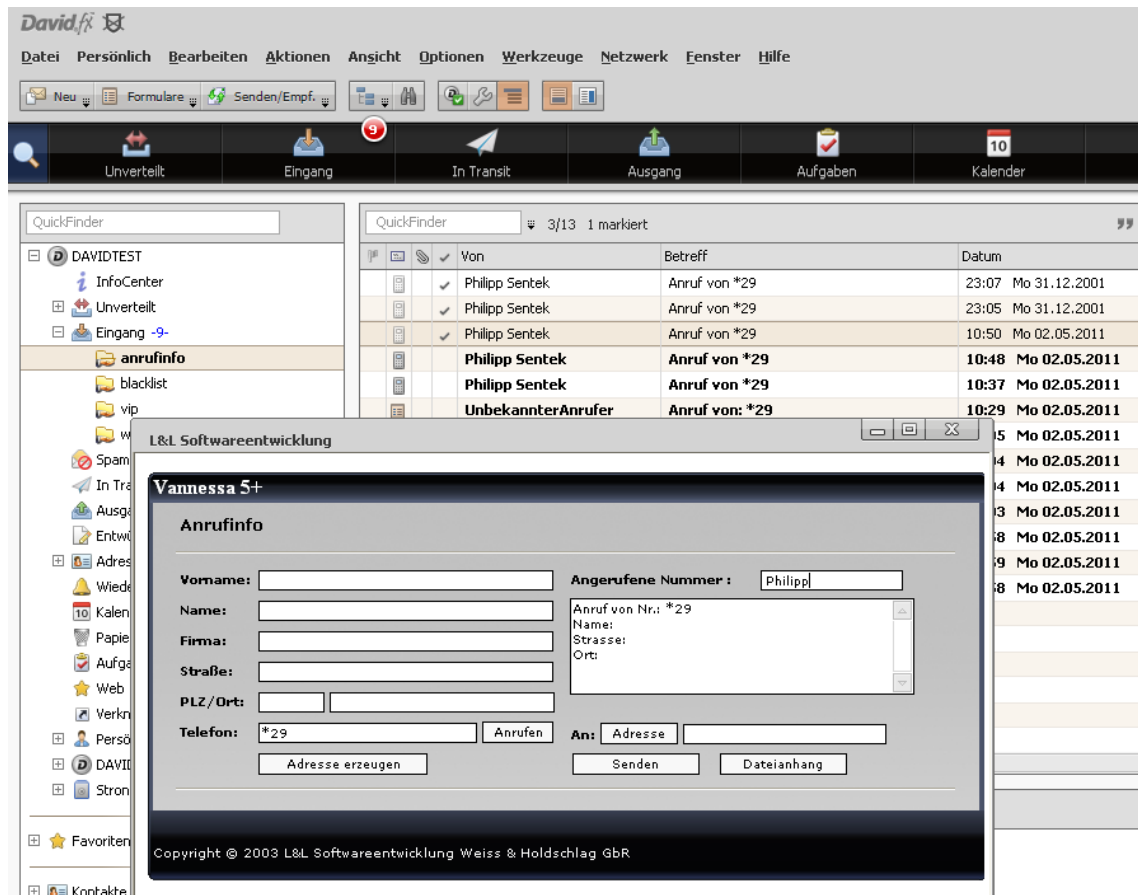 David.fx
Datei Persönlich Bearbeiten Aktionen Ansicht Optionen Werkzeuge Netzwerk Fenster Hilfe
Neu Formulare Senden/Empf.
9
10
Unverteilt Eingang In Transit Ausgang Aufgaben Kalender
QuickFinder
DAVIDTEST
InfoCenter
Unverteilt
Eingang -9-
anrufinfo
blacklist
vip
w
Spam
In Tra
Ausga
Entwü
Adres
Wiede
10 Kalen
Papie
Aufga
Web
Verkn
Persö
DAVID
Stron
Favoriten
Kontakte
QuickFinder 3/13 1 markiert
Von Betreff Datum
Philipp Sentek Anruf von *29 23:07 Mo 31.12.2001
Philipp Sentek Anruf von *29 23:05 Mo 31.12.2001
Philipp Sentek Anruf von *29 10:50 Mo 02.05.2011
Philipp Sentek Anruf von *29 10:48 Mo 02.05.2011
Philipp Sentek Anruf von *29 10:37 Mo 02.05.2011
UnbekannterAnrufer Anruf von: *29 10:29 Mo 02.05.2011
5 Mo 02.05.2011
4 Mo 02.05.2011
4 Mo 02.05.2011
3 Mo 02.05.2011
8 Mo 02.05.2011
9 Mo 02.05.2011
8 Mo 02.05.2011
L&L Softwareentwicklung
Vannessa 5+
Anrufinfo
Vorname:
Name:
Firma:
Straße:
PLZ/Ort:
Telefon: *29 Anrufen
Adresse erzeugen
Angerufene Nummer : Philipp
Anruf von Nr.: *29
Name:
Strasse:
Ort:
An: Adresse
Senden Dateianhang
Copyright © 2003 L&L Softwareentwicklung Weiss & Holdschlag GbR